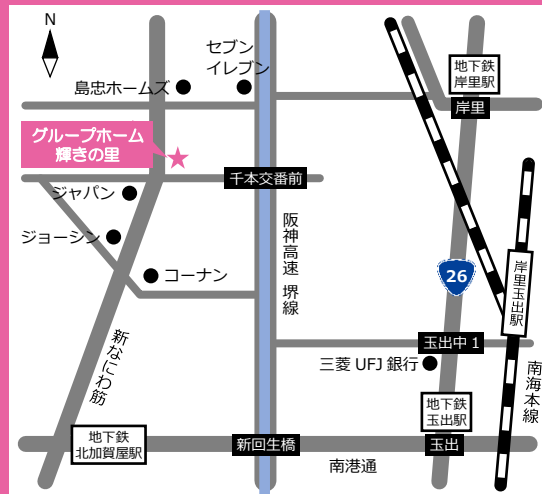 N
セブン
イレブン
島忠ホームズ
地下鉄
岸里駅
岸里
グループホーム
輝きの里
千本交番前
ジャパン
ジョーシン
コーナン
阪神高速 堺線
26
岸里玉出駅
新なにわ筋
玉出中1
三菱UFJ銀行
南海本線
地下鉄
玉出駅
地下鉄
北加賀屋駅
新回生橋
玉出
南港通